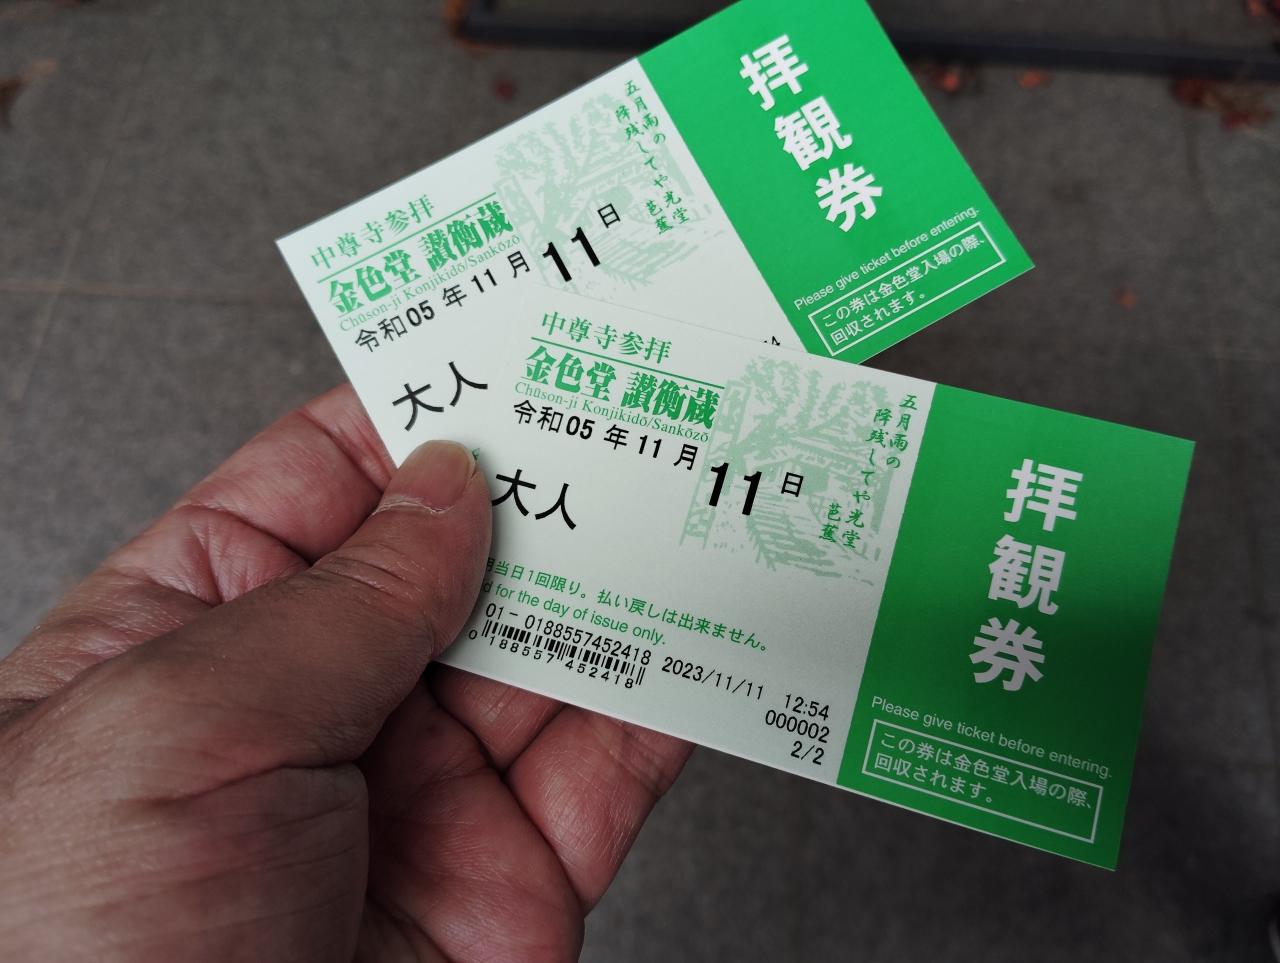 中尊寺参拝
金色堂 讃衡蔵
Chūson-ji Konjikidō/Sankōzō
令和05年11月11日
大人
五月雨の
降残してや光堂
芭蕉
拝観券
Please give ticket before entering.
この券は金色堂入場の際、
回収されます。
中尊寺参拝
金色堂 讃衡蔵
Chūson-ji Konjikidō/Sankōzō
令和05年11月11日
大人
五月雨の
降残してや光堂
芭蕉
当日1回限り。払い戻しは出来ません。
for the day of issue only.
01-0188557452418 2023/11/11 12:54
0188557452418
000002
2/2
拝観券
Please give ticket before entering.
この券は金色堂入場の際、
回収されます。